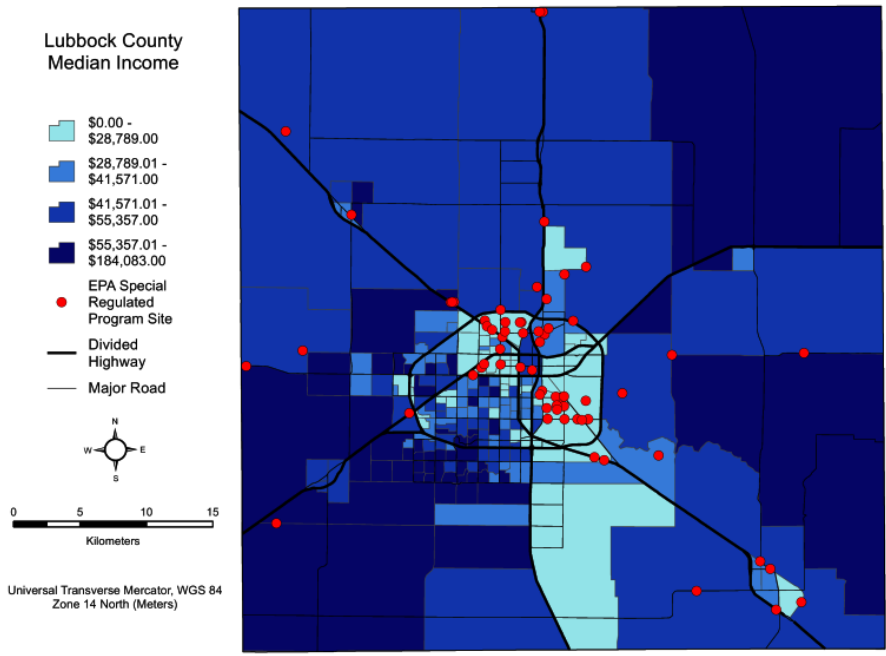 Lubbock County
Median Income
$0.00 -
$28,789.00
$28,789.01 -
$41,571.00
$41,571.01 -
$55,357.00
$55,357.01 -
$184,083.00
EPA Special
Regulated
Program Site
Divided
Highway
Major Road
N
W E
S
0 5 10 15
Kilometers
Universal Transverse Mercator, WGS 84
Zone 14 North (Meters)